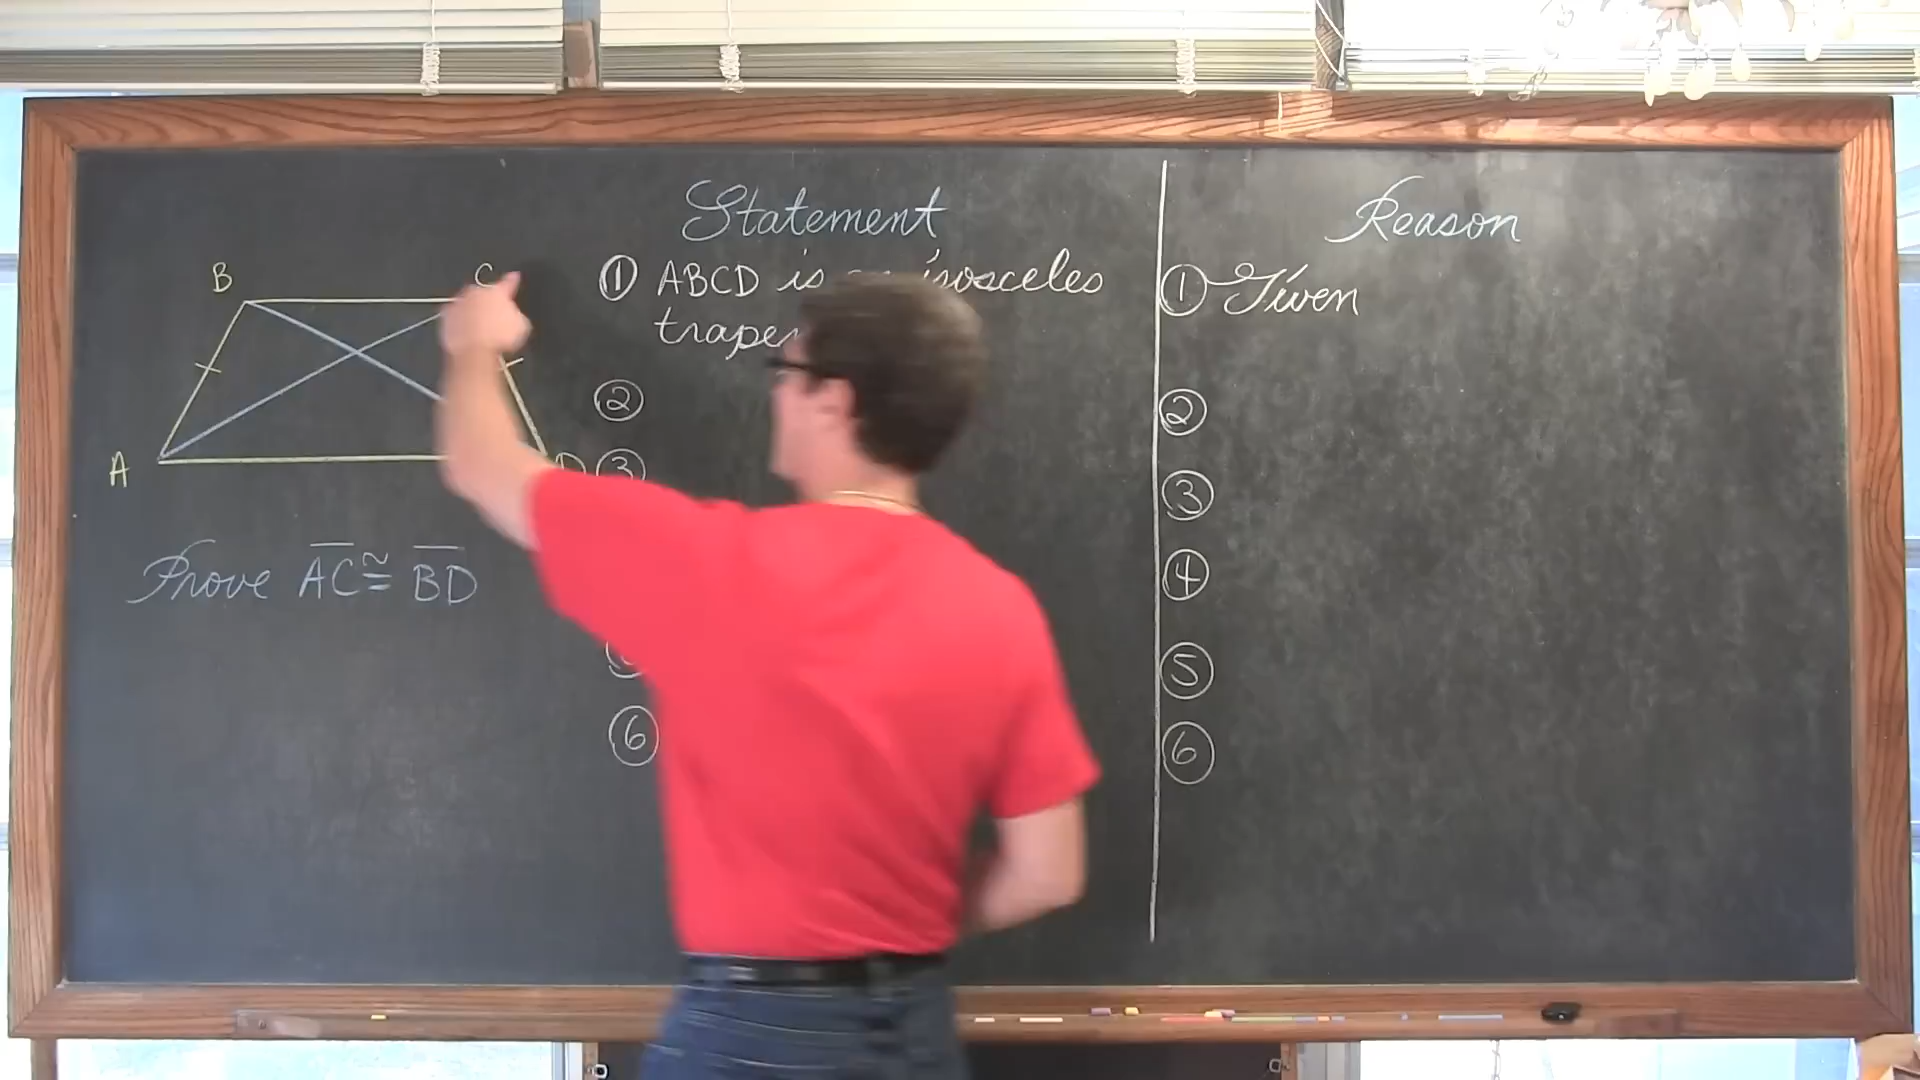 Statement
Reason
B
C
① ABCD is isosceles
① Given
②
②
A
③
③
Prove AC ≅ BD
④
⑤
⑥
⑥